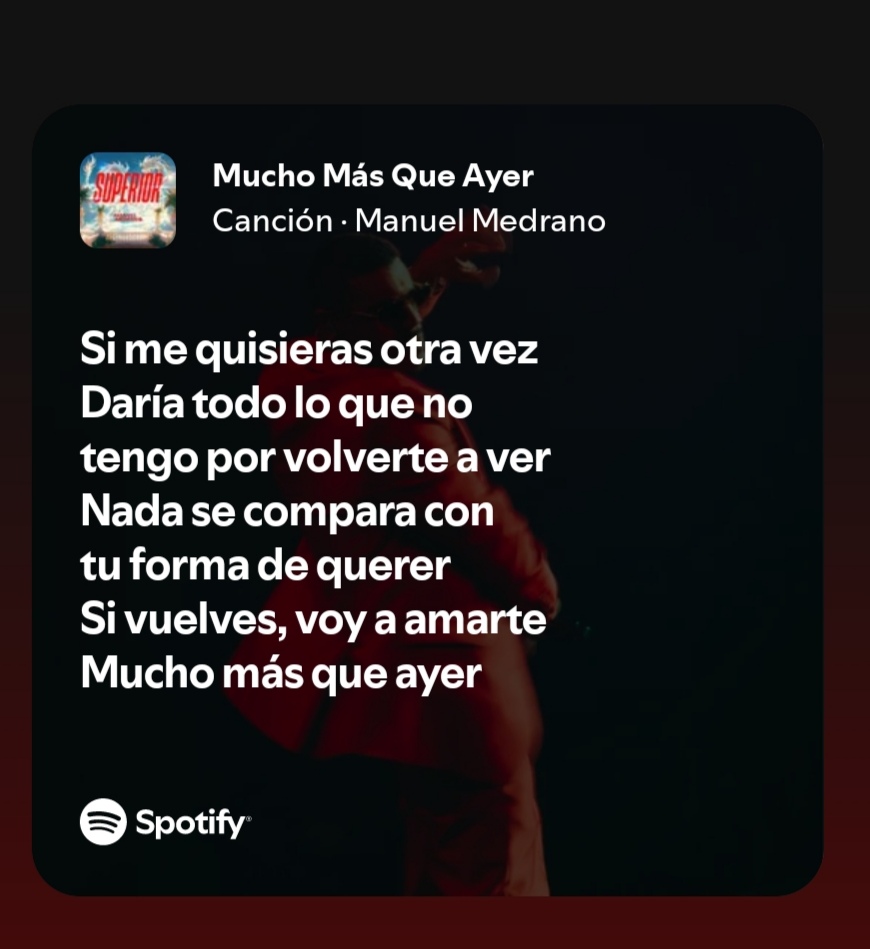 SUPERIOR
Mucho Más Que Ayer
Canción · Manuel Medrano
Si me quisieras otra vez
Daría todo lo que no
tengo por volverte a ver
Nada se compara con
tu forma de querer
Si vuelves, voy a amarte
Mucho más que ayer
Spotify®